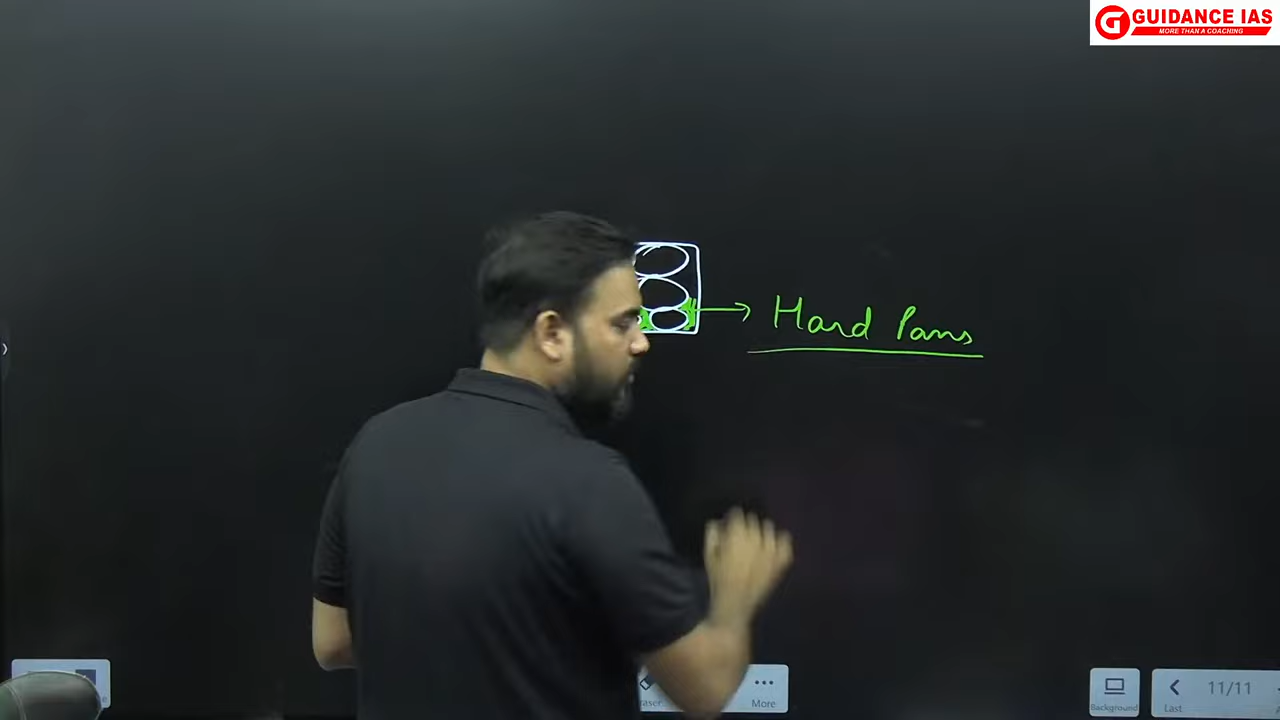 GUIDANCE IAS
MORE THAN A COACHING
Hard Pans
More
Background
Last
11/11